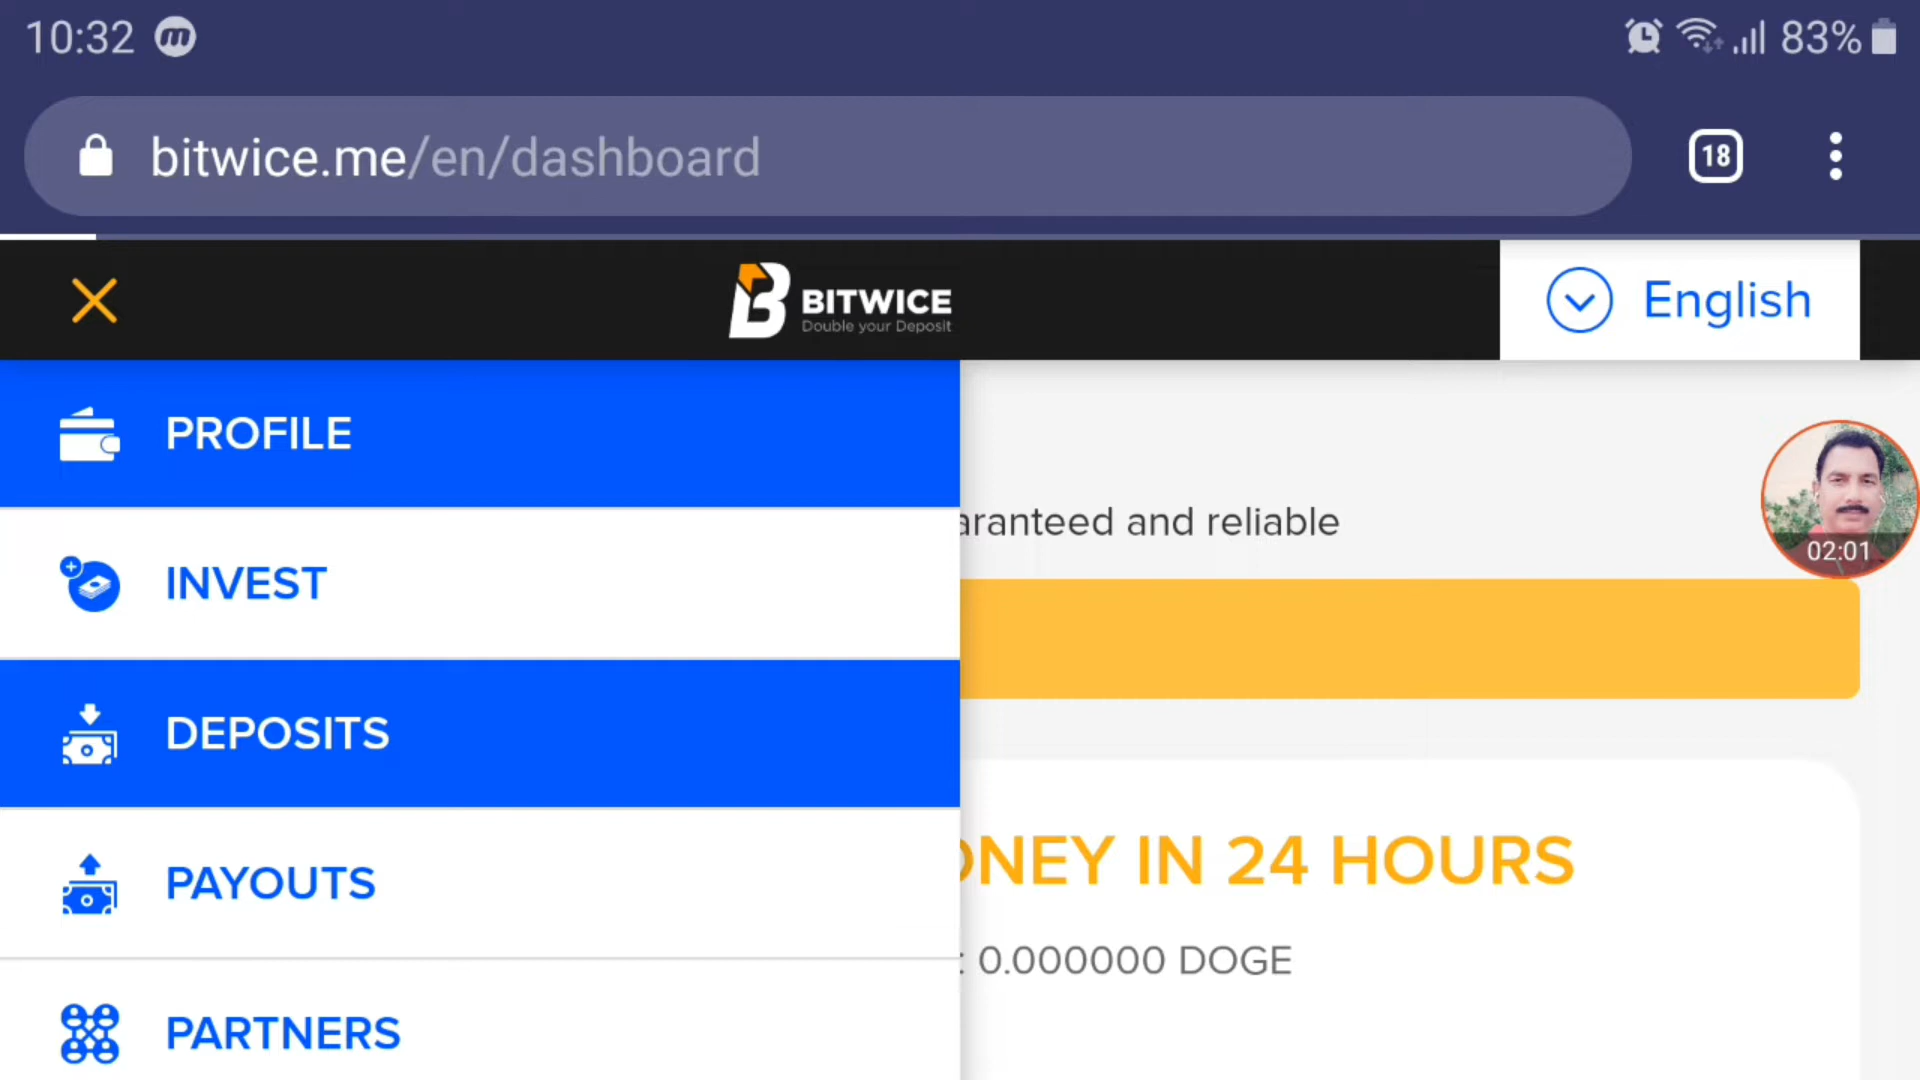 10:32
83%
bitwice.me/en/dashboard
18
BITWICE
Double your Deposit
English
PROFILE
INVEST
aranteed and reliable
02:01
DEPOSITS
PAYOUTS
ONEY IN 24 HOURS
: 0.000000 DOGE
PARTNERS